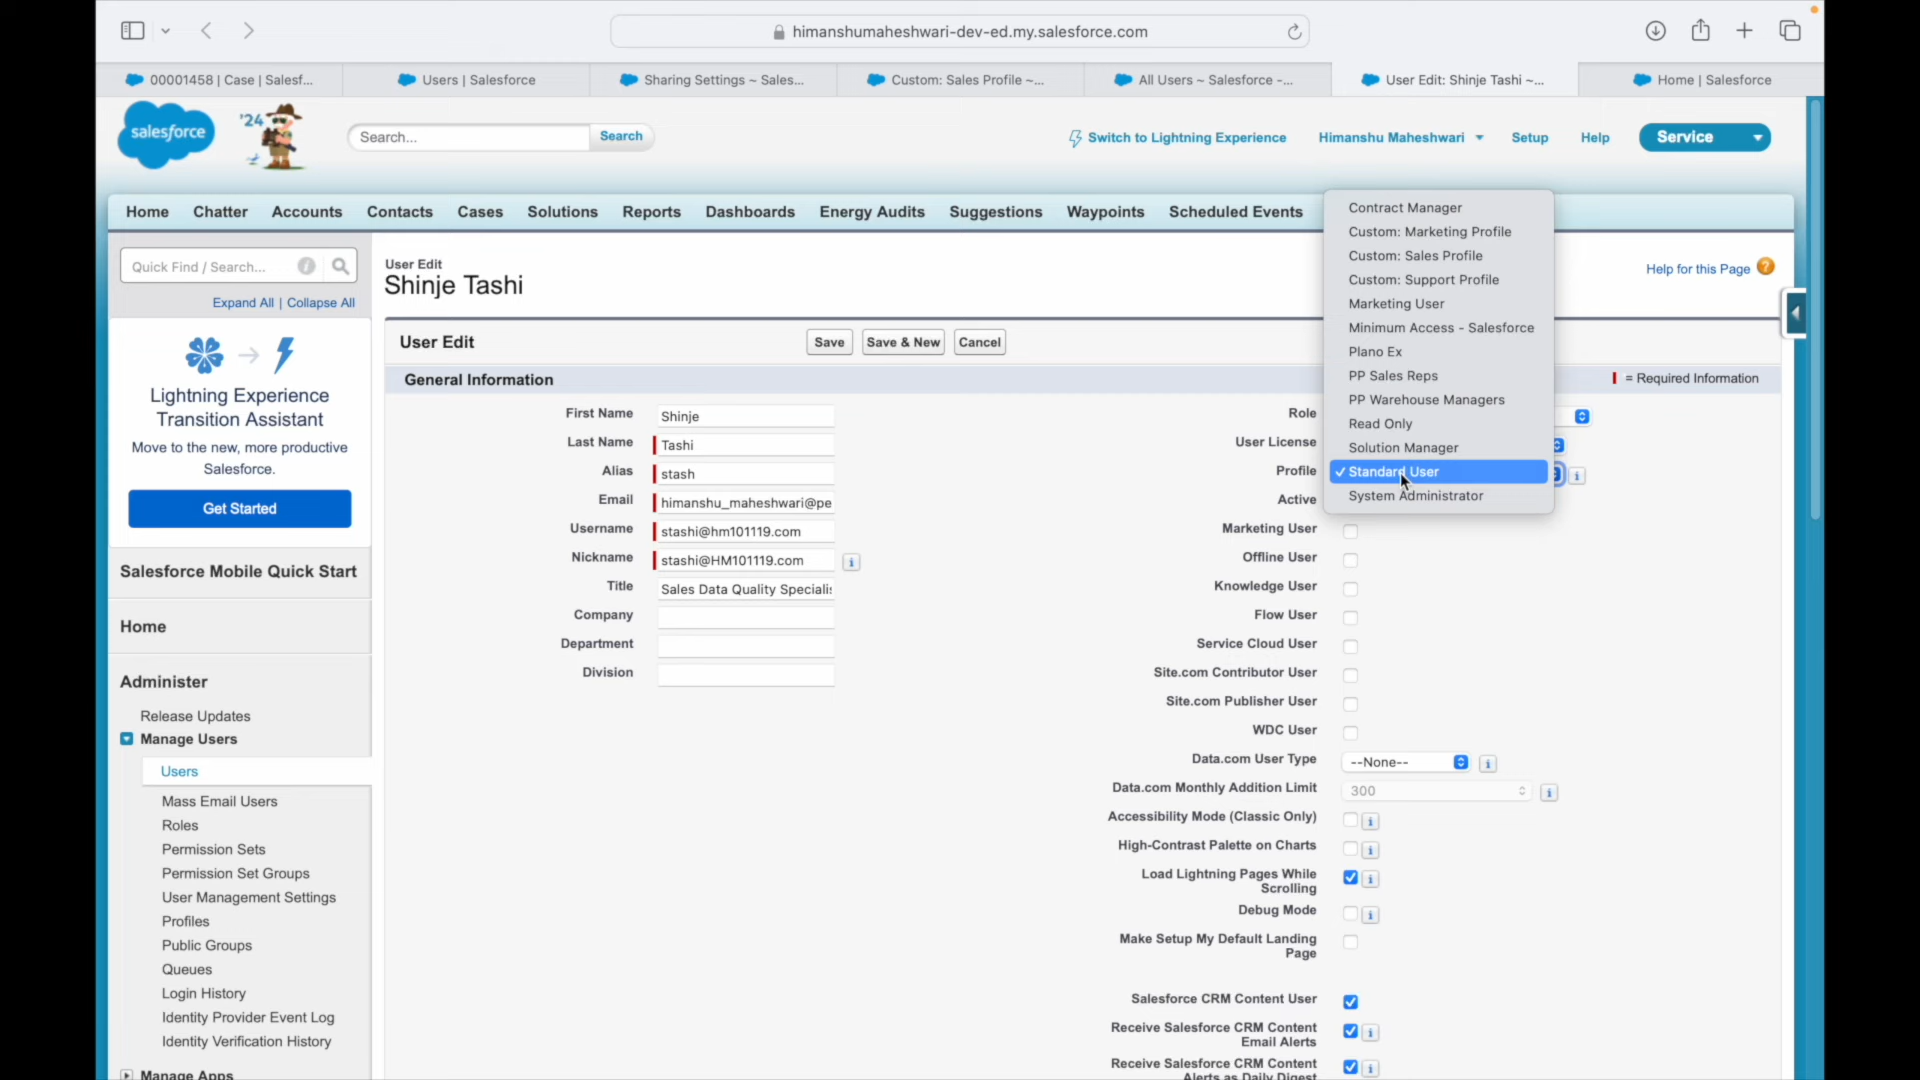 himanshumaheshwari-dev-ed.my.salesforce.com
00001458 | Case | Salesf...
Users | Salesforce
Sharing Settings ~ Sales...
Custom: Sales Profile ~...
All Users ~ Salesforce -...
User Edit: Shinje Tashi ~...
Home | Salesforce
salesforce
'24
Search...
Search
Switch to Lightning Experience
Himanshu Maheshwari
Setup
Help
Service
Home
Chatter
Accounts
Contacts
Cases
Solutions
Reports
Dashboards
Energy Audits
Suggestions
Waypoints
Scheduled Events
Quick Find / Search...
Expand All | Collapse All
Lightning Experience
Transition Assistant
Move to the new, more productive
Salesforce.
Get Started
Salesforce Mobile Quick Start
Home
Administer
Release Updates
Manage Users
Users
Mass Email Users
Roles
Permission Sets
Permission Set Groups
User Management Settings
Profiles
Public Groups
Queues
Login History
Identity Provider Event Log
Identity Verification History
Manage Apps
User Edit
Shinje Tashi
Help for this Page
User Edit
Save
Save & New
Cancel
General Information
= Required Information
First Name Shinje
Last Name Tashi
Alias stash
Email himanshu_maheshwari@pe
Username stashi@hm101119.com
Nickname stashi@HM101119.com
Title Sales Data Quality Specialis
Company
Department
Division
Role
User License
Profile
Active
Marketing User
Offline User
Knowledge User
Flow User
Service Cloud User
Site.com Contributor User
Site.com Publisher User
WDC User
Data.com User Type --None--
Data.com Monthly Addition Limit 300
Accessibility Mode (Classic Only)
High-Contrast Palette on Charts
Load Lightning Pages While
Scrolling
Debug Mode
Make Setup My Default Landing
Page
Salesforce CRM Content User
Receive Salesforce CRM Content
Email Alerts
Receive Salesforce CRM Content
Alerts as Daily Digest
Contract Manager
Custom: Marketing Profile
Custom: Sales Profile
Custom: Support Profile
Marketing User
Minimum Access - Salesforce
Plano Ex
PP Sales Reps
PP Warehouse Managers
Read Only
Solution Manager
Standard User
System Administrator